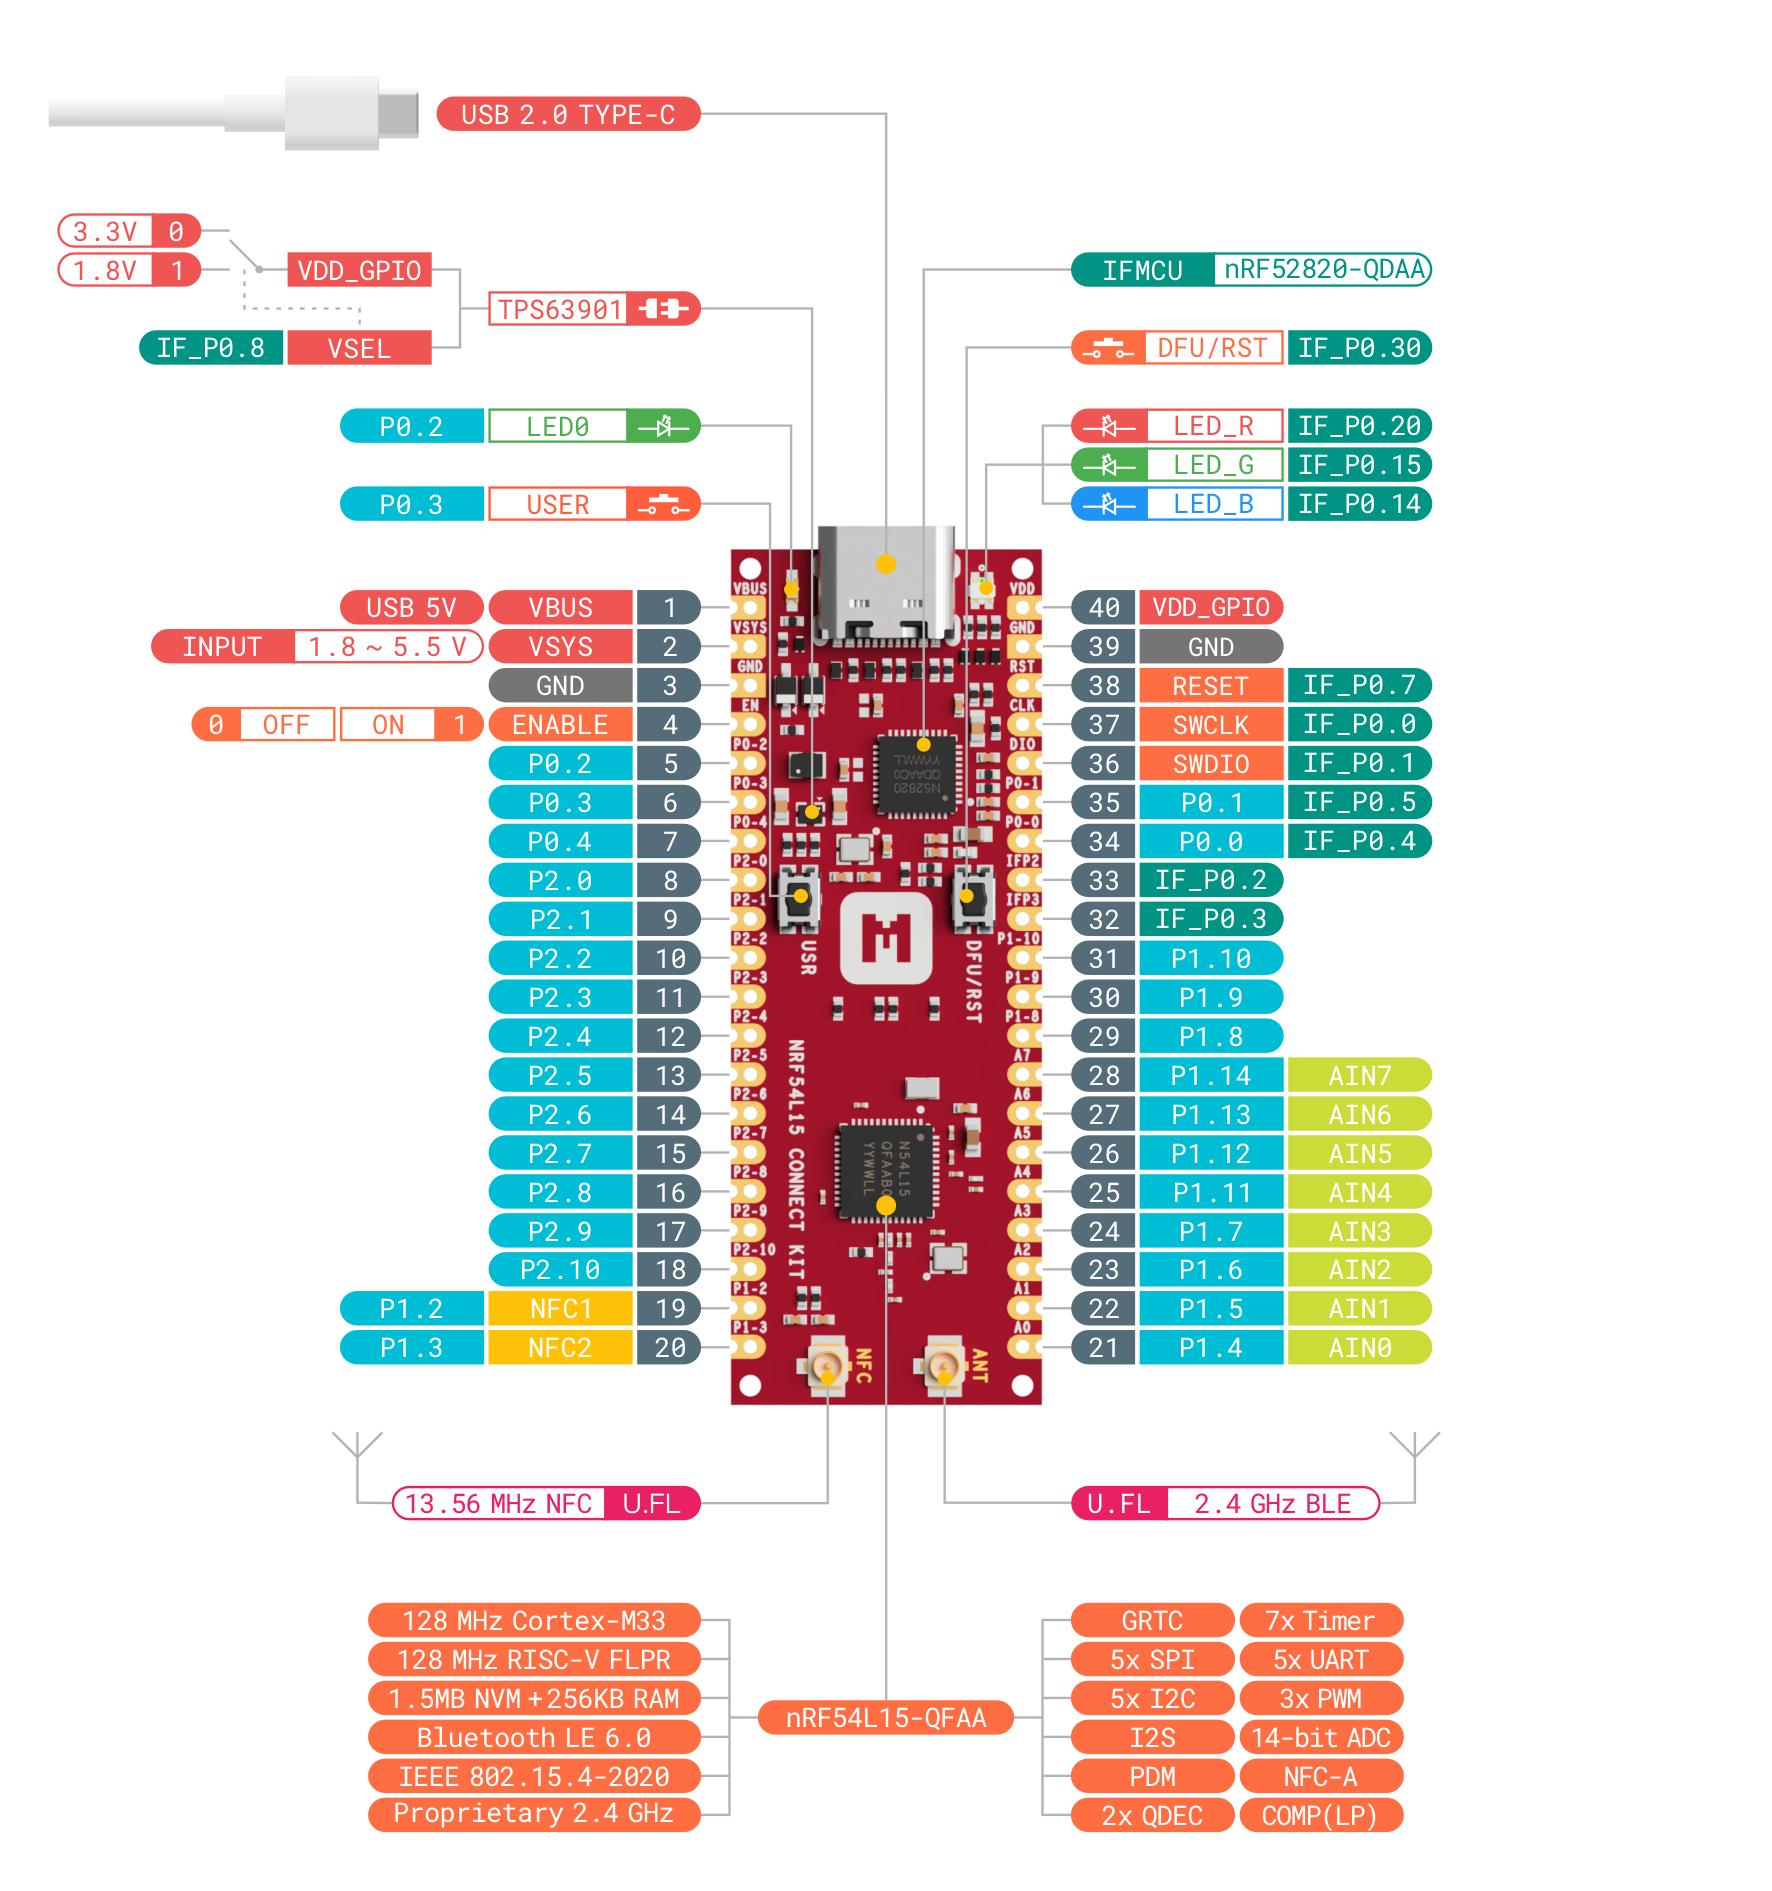 USB 2.0 TYPE-C
3.3V 0
1.8V 1
VDD_GPIO
TPS63901
IF_P0.8 VSEL
IFMCU nRF52820-QDAA
DFU/RST IF_P0.30
P0.2 LED0
LED_R IF_P0.20
LED_G IF_P0.15
P0.3 USER
LED_B IF_P0.14
USB 5V VBUS 1
40 VDD_GPIO
INPUT 1.8 ~ 5.5 V VSYS 2
39 GND
GND 3
38 RESET IF_P0.7
0 OFF ON 1 ENABLE 4
37 SWCLK IF_P0.0
P0.2 5
36 SWDIO IF_P0.1
P0.3 6
35 P0.1 IF_P0.5
P0.4 7
34 P0.0 IF_P0.4
P2.0 8
33 IF_P0.2
P2.1 9
32 IF_P0.3
P2.2 10
31 P1.10
P2.3 11
30 P1.9
P2.4 12
29 P1.8
P2.5 13
28 P1.14 AIN7
P2.6 14
27 P1.13 AIN6
P2.7 15
26 P1.12 AIN5
P2.8 16
25 P1.11 AIN4
P2.9 17
24 P1.7 AIN3
P2.10 18
23 P1.6 AIN2
P1.2 NFC1 19
22 P1.5 AIN1
P1.3 NFC2 20
21 P1.4 AIN0
VBUS
VSYS
GND
EN
P0-2
P0-3
P0-4
P2-0
P2-1
P2-2
P2-3
P2-4
P2-5
P2-6
P2-7
P2-8
P2-9
P2-10
P1-2
P1-3
VDD
GND
RST
CLK
DIO
P0-1
P0-0
IFP2
IFP3
P1-10
P1-9
P1-8
A7
A6
A5
A4
A3
A2
A1
A0
N52820
QDAAC0
YYWWLL
USR
DFU/RST
NRF54L15 CONNECT KIT
N54L15
QFAAB0
YYWWLL
NFC
ANT
13.56 MHz NFC U.FL
U.FL 2.4 GHz BLE
128 MHz Cortex-M33
128 MHz RISC-V FLPR
1.5MB NVM + 256KB RAM
Bluetooth LE 6.0
IEEE 802.15.4-2020
Proprietary 2.4 GHz
nRF54L15-QFAA
GRTC 7x Timer
5x SPI 5x UART
5x I2C 3x PWM
I2S 14-bit ADC
PDM NFC-A
2x QDEC COMP(LP)